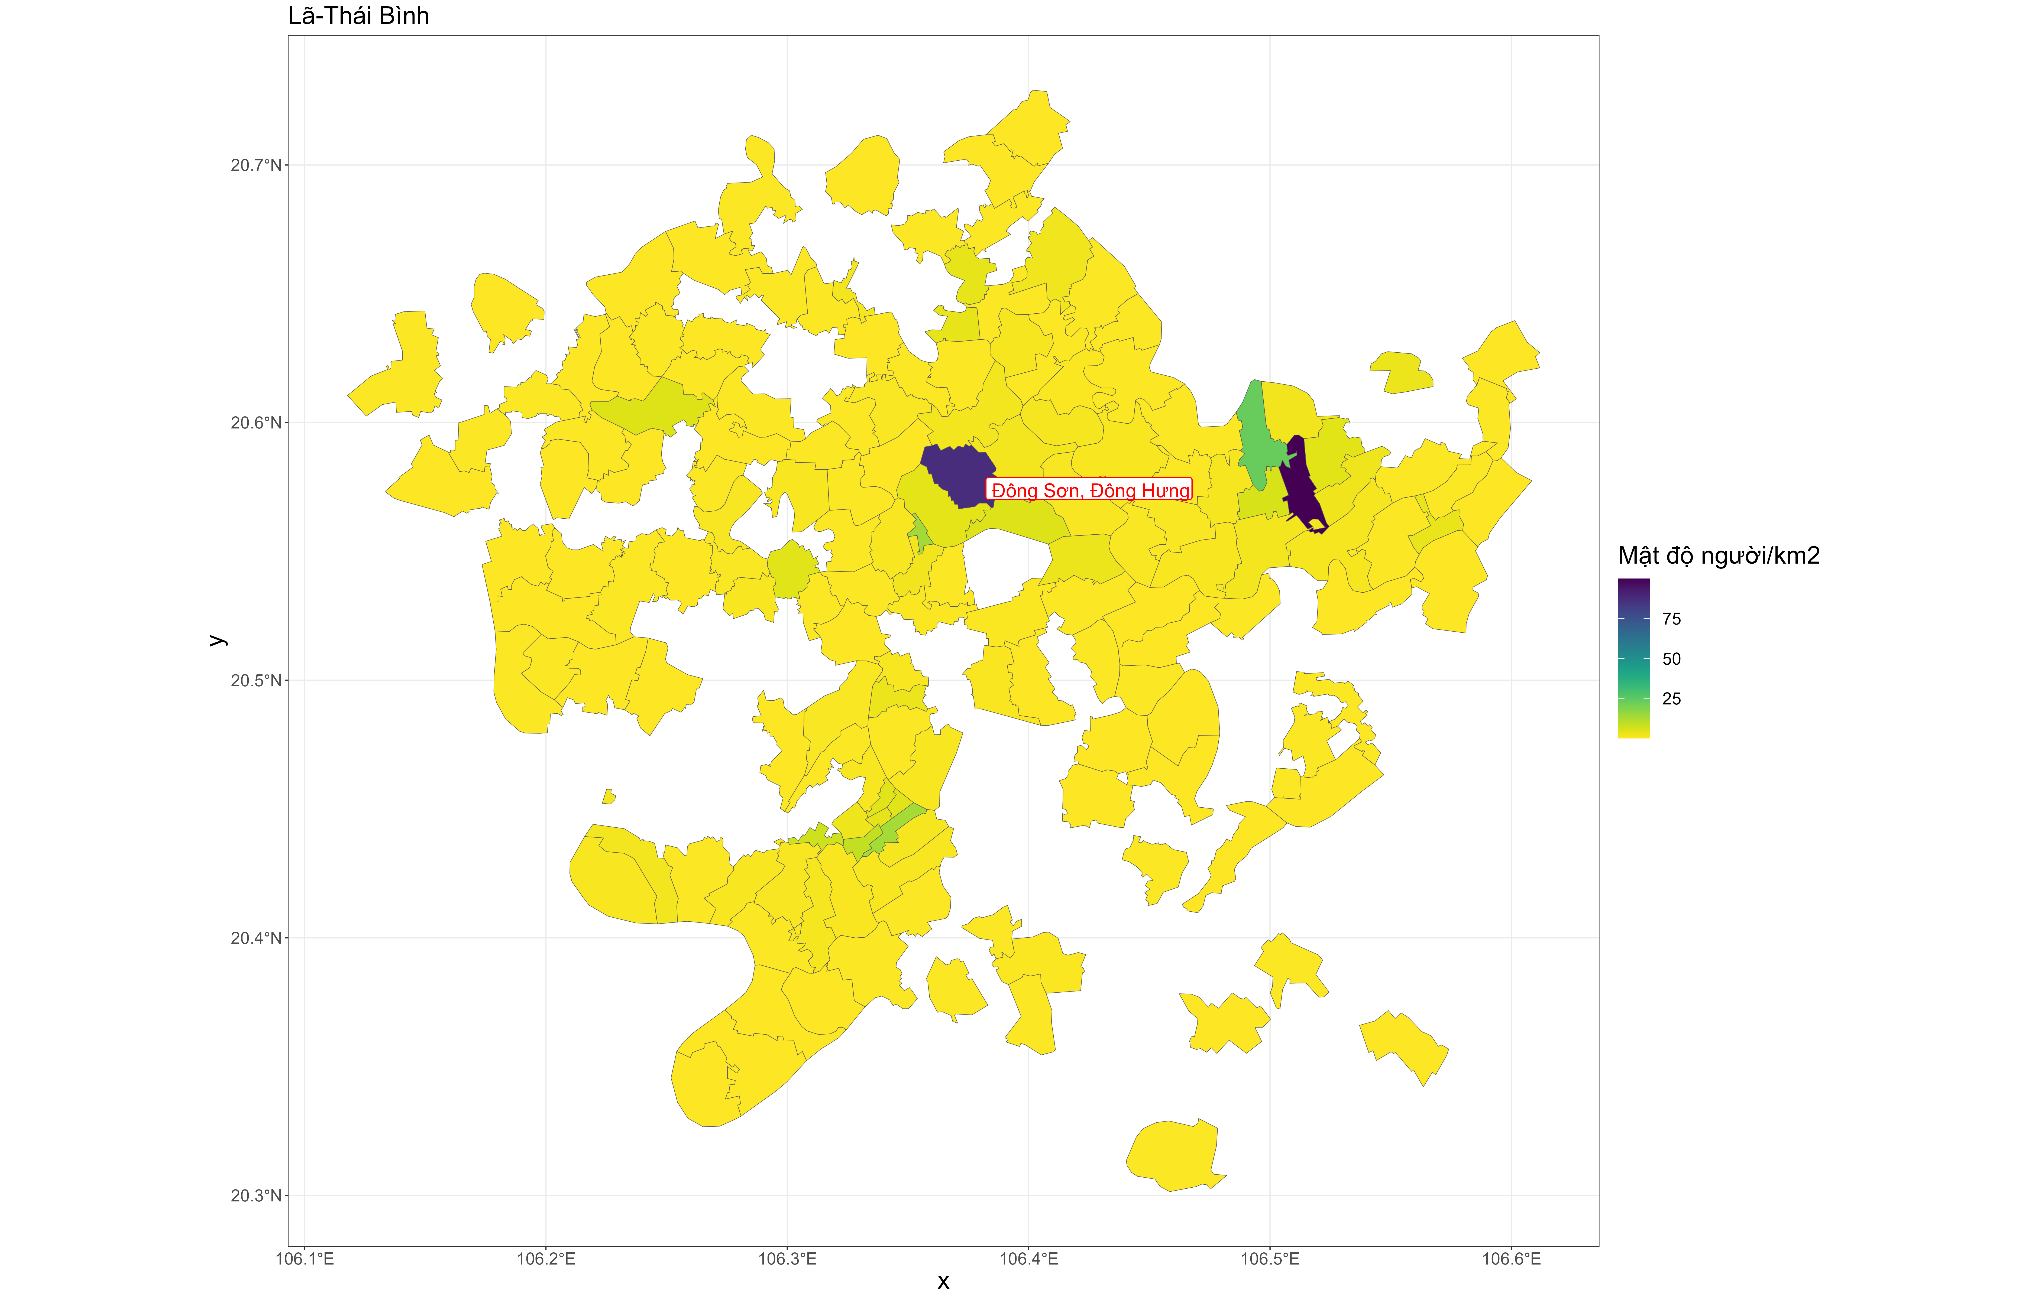 Lã-Thái Bình
20.7°N
20.6°N
20.5°N
20.4°N
20.3°N
y
Đông Sơn, Đông Hưng
106.1°E
106.2°E
106.3°E
106.4°E
106.5°E
106.6°E
x
Mật độ người/km2
75
50
25